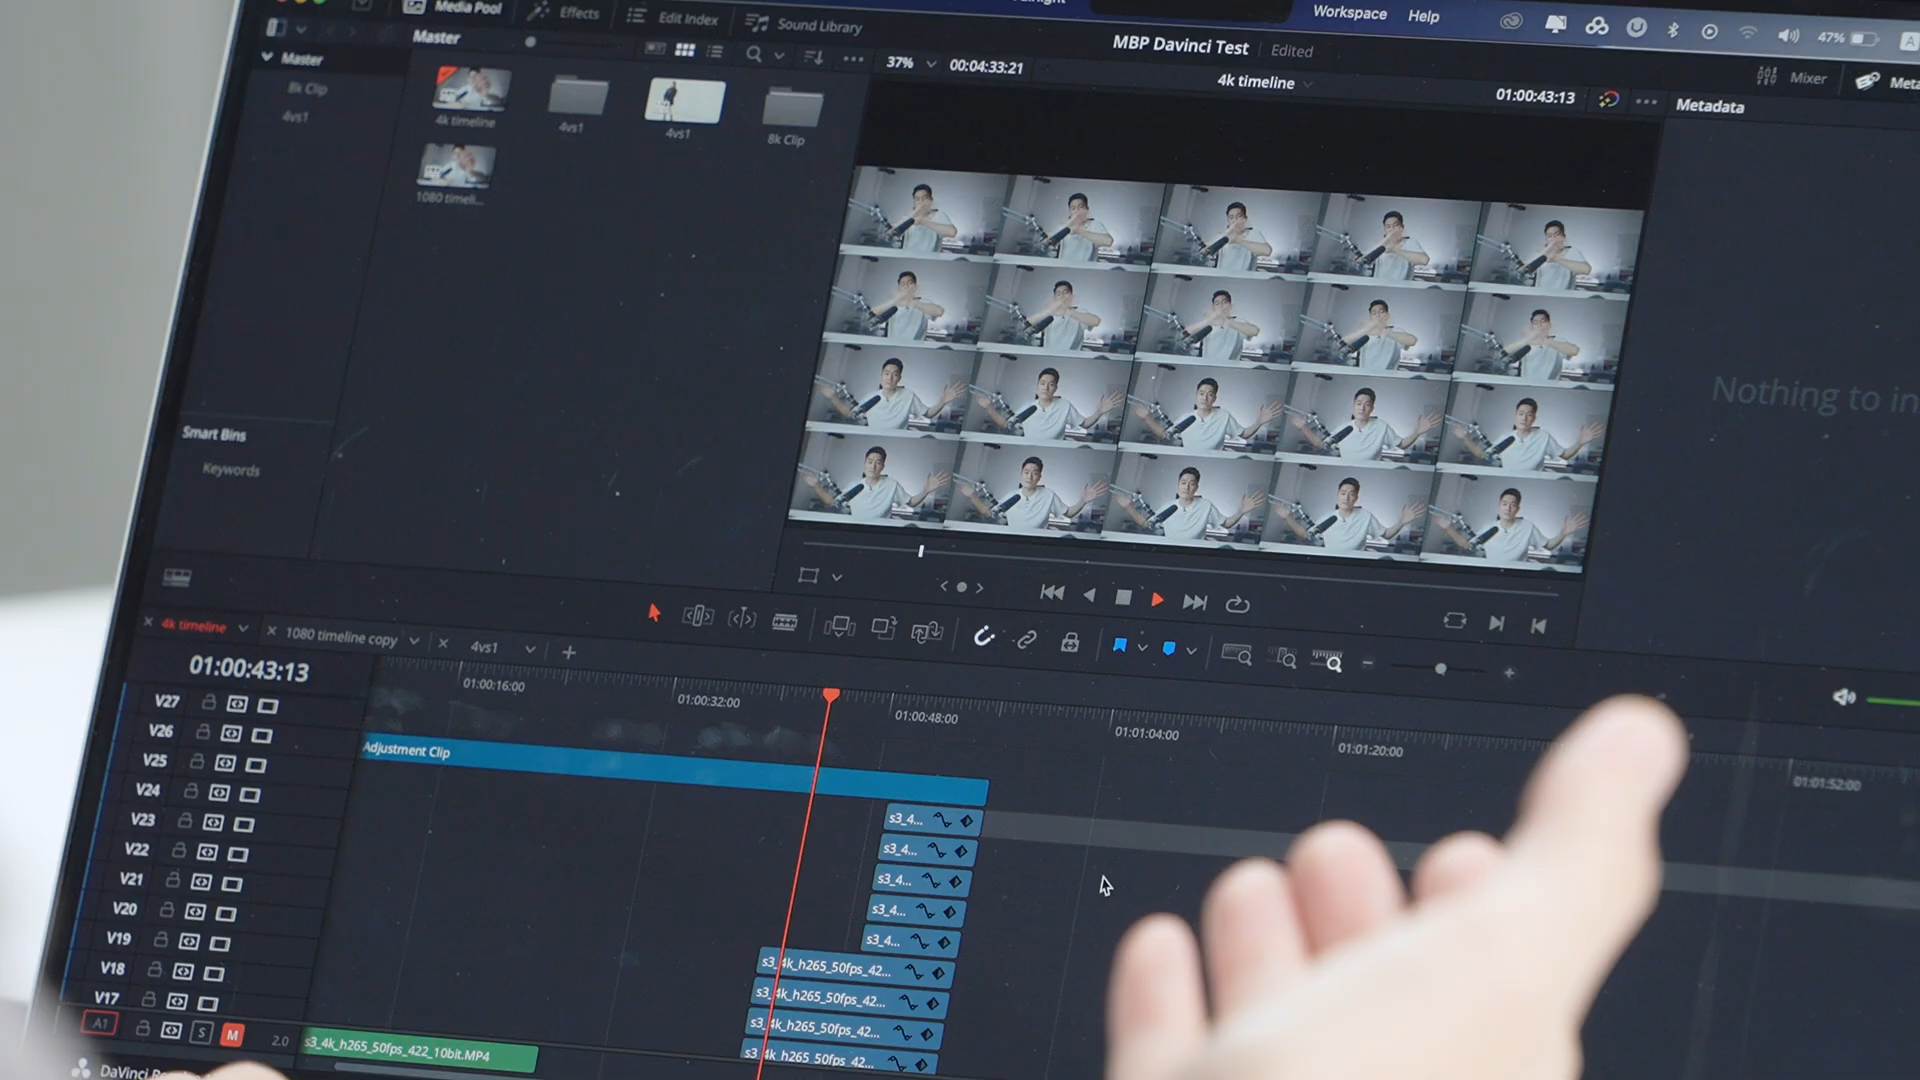 Workspace Help
47%
A
Media Pool Effects Edit Index Sound Library
MBP Davinci Test Edited
Mixer
Master
37% 00:04:33:21
4k timeline
01:00:43:13
Metadata
Master
8k Clip
4vs1
4k timeline
4vs1
4vs1
8k Clip
1080 timeli...
Nothing to in
Smart Bins
Keywords
4k timeline
1080 timeline copy
4vs1
01:00:43:13
01:00:16:00
01:00:32:00
01:00:48:00
01:01:04:00
01:01:20:00
01:01:52:00
V27
V26
Adjustment Clip
V25
V24
V23
s3_4...
V22
s3_4...
V21
s3_4...
V20
s3_4...
V19
s3_4...
V18
s3_4k_h265_50fps_42...
V17
s3_4k_h265_50fps_42...
s3_4k_h265_50fps_42...
s3_4k_h265_50fps_42...
A1 S M 2.0
s3_4k_h265_50fps_422_10bit.MP4
DaVinci